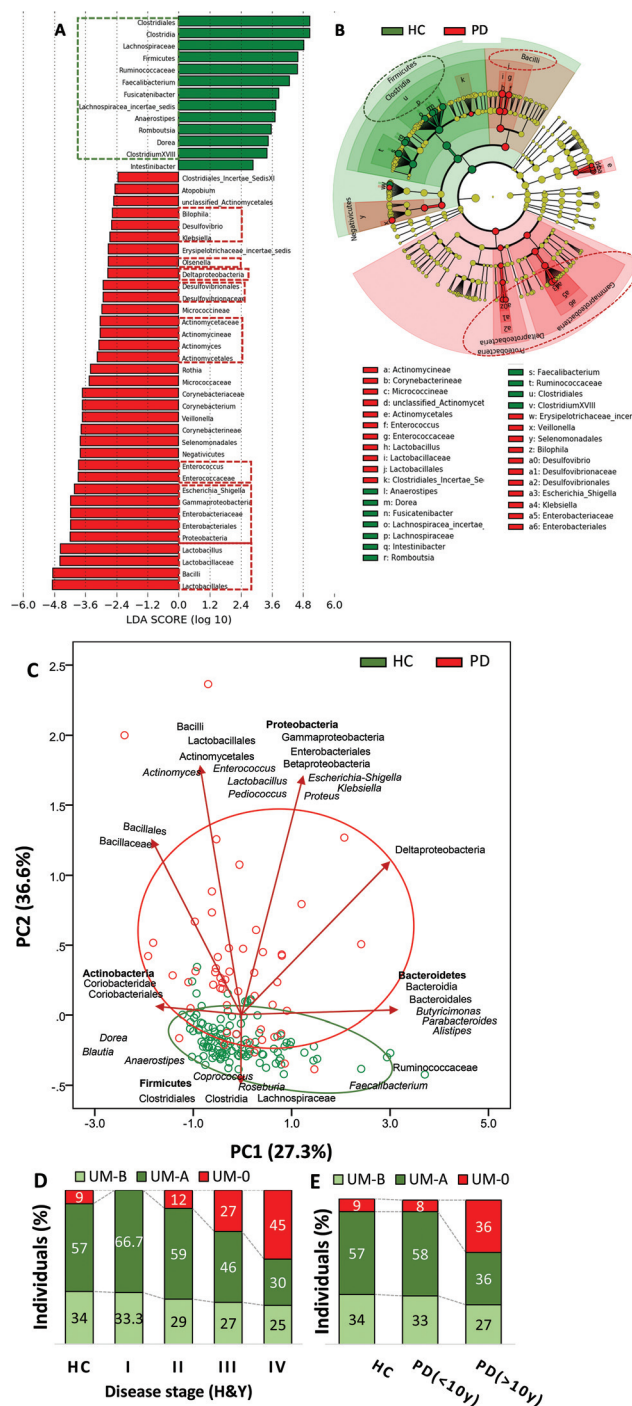 A
Clostridiales
Clostridia
Lachnospiraceae
Firmicutes
Ruminococcaceae
Faecalibacterium
Fusicatenibacter
Lachnospiracea_incertae_sedis
Anaerostipes
Romboutsia
Dorea
ClostridiumXVIII
Intestinibacter
Clostridiales_Incertae_SedisXI
Atopobium
unclassified_Actinomycetales
Bilophila
Desulfovibrio
Klebsiella
Erysipelotrichaceae_incertae_sedis
Olsenella
Deltaproteobacteria
Desulfovibrionales
Desulfovibrionaceae
Micrococcineae
Actinomycetaceae
Actinomycineae
Actinomyces
Actinomycetales
Rothia
Micrococcaceae
Corynebacteriaceae
Corynebacterium
Veillonella
Corynebacterineae
Selenomonadales
Negativicutes
Enterococcus
Enterococcaceae
Escherichia_Shigella
Gammaproteobacteria
Enterobacteriaceae
Enterobacteriales
Proteobacteria
Lactobacillus
Lactobacillaceae
Bacilli
Lactobacillales
−6.0 −4.8 −3.6 −2.4 −1.2 0.0 1.2 2.4 3.6 4.8 6.0
LDA SCORE (log 10)
B
HC PD
Firmicutes
Clostridia
u
Bacilli
k
j
i g
Negativicutes
y
e
a5
a6
a0z
a1
a2
Gammaproteobacteria
Deltaproteobacteria
Proteobacteria
a: Actinomycineae
b: Corynebacterineae
c: Micrococcineae
d: unclassified_Actinomycet
e: Actinomycetales
f: Enterococcus
g: Enterococcaceae
h: Lactobacillus
i: Lactobacillaceae
j: Lactobacillales
k: Clostridiales_Incertae_Se
l: Anaerostipes
m: Dorea
n: Fusicatenibacter
o: Lachnospiracea_incertae_
p: Lachnospiraceae
q: Intestinibacter
r: Romboutsia
s: Faecalibacterium
t: Ruminococcaceae
u: Clostridiales
v: ClostridiumXVIII
w: Erysipelotrichaceae_incer
x: Veillonella
y: Selenomonadales
z: Bilophila
a0: Desulfovibrio
a1: Desulfovibrionaceae
a2: Desulfovibrionales
a3: Escherichia_Shigella
a4: Klebsiella
a5: Enterobacteriaceae
a6: Enterobacteriales
C
HC PD
PC2 (36.6%)
2.5
2.0
1.5
1.0
.5
.0
-.5
Bacilli
Lactobacillales
Actinomycetales
Actinomyces
Enterococcus
Lactobacillus
Pediococcus
Proteobacteria
Gammaproteobacteria
Enterobacteriales
Betaproteobacteria
Escherichia-Shigella
Klebsiella
Proteus
Bacillales
Bacillaceae
Deltaproteobacteria
Actinobacteria
Coriobacteridae
Coriobacteriales
Bacteroidetes
Bacteroidia
Bacteroidales
Butyricimonas
Parabacteroides
Alistipes
Dorea
Blautia
Anaerostipes
Coprococcus
Roseburia
Firmicutes
Clostridiales
Clostridia
Lachnospiraceae
Ruminococcaceae
Faecallibacterium
-3.0 -1.0 1.0 3.0 5.0
PC1 (27.3%)
D
UM-B UM-A UM-0
Individuals (%)
9 12 27 45
57 66.7 59 46 30
34 33.3 29 27 25
HC I II III IV
Disease stage (H&Y)
E
UM-B UM-A UM-0
Individuals (%)
9 8 36
57 58 36
34 33 27
HC PD(<10y) PD(>10y)